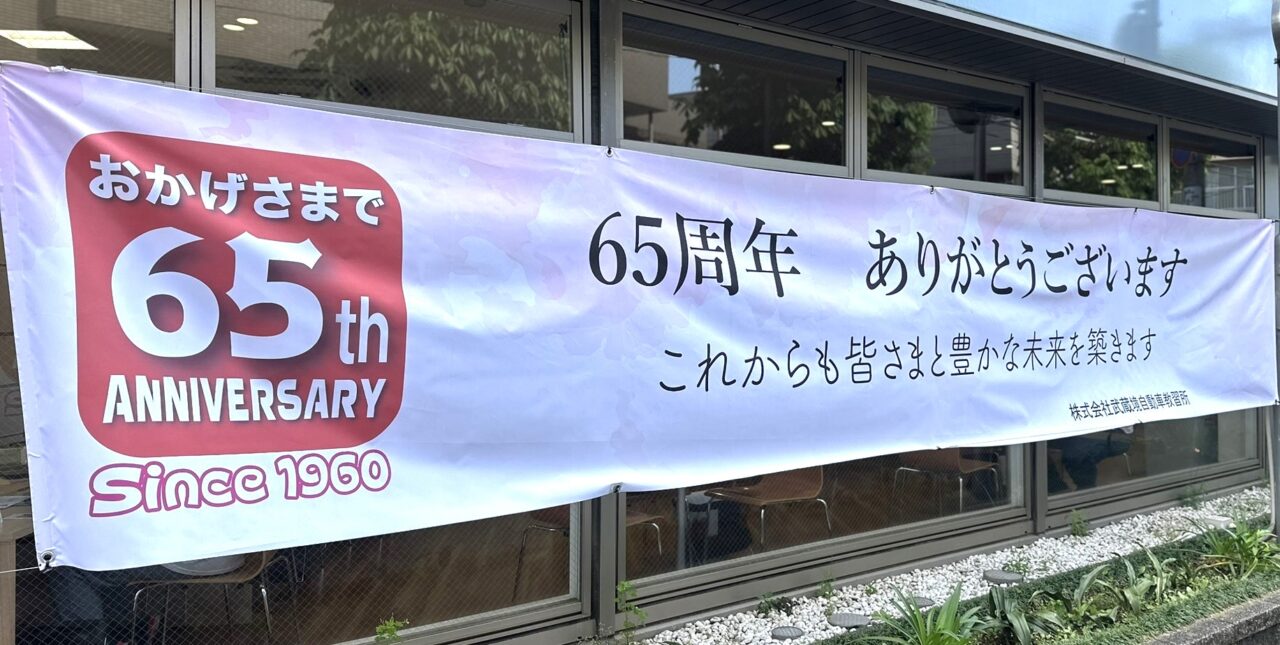 おかげさまで
65th
ANNIVERSARY
Since 1960
65周年 ありがとうございます
これからも皆さまと豊かな未来を築きます
株式会社武蔵境自動車教習所